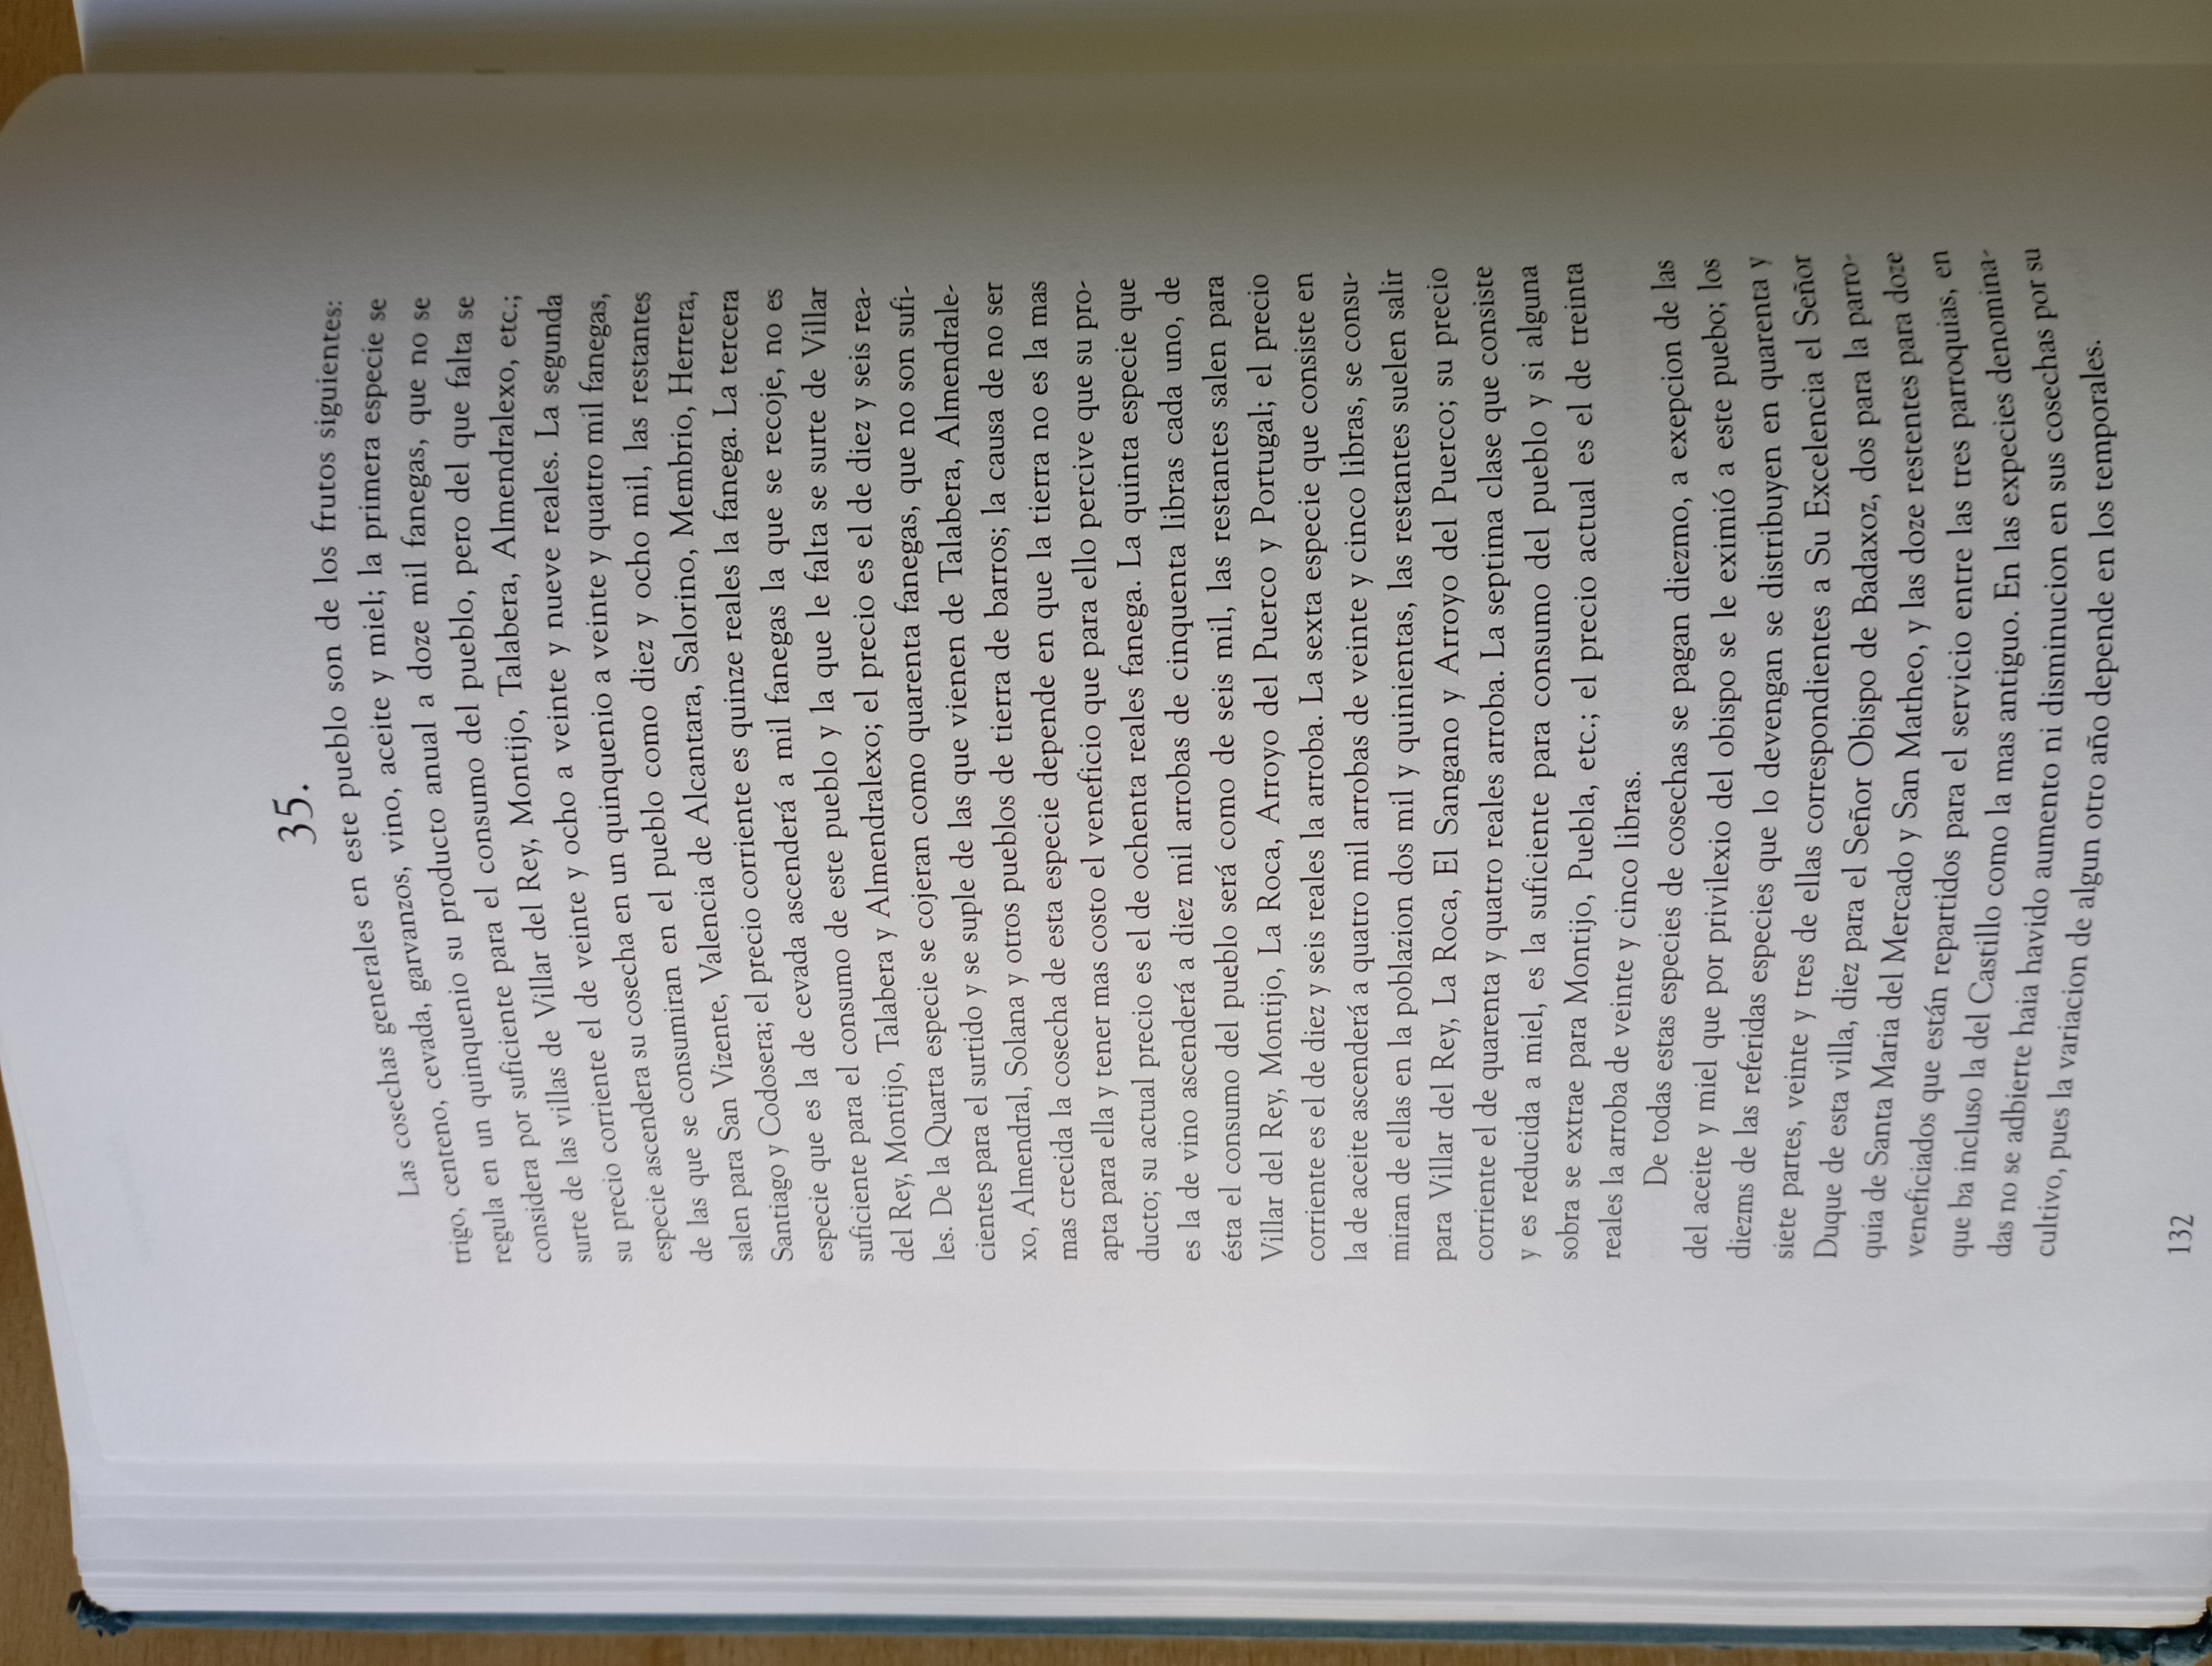 35.
Las cosechas generales en este pueblo son de los frutos siguientes:
trigo, centeno, cevada, garvanzos, vino, aceite y miel; la primera especie se
regula en un quinquenio su producto anual a doze mil fanegas, que no se
considera por suficiente para el consumo del pueblo, pero del que falta se
surte de las villas de Villar del Rey, Montijo, Talabera, Almendralexo, etc.;
su precio corriente el de veinte y ocho a veinte y nueve reales. La segunda
especie ascendera su cosecha en un quinquenio a veinte y quatro mil fanegas,
de las que se consumiran en el pueblo como diez y ocho mil, las restantes
salen para San Vizente, Valencia de Alcantara, Salorino, Membrio, Herrera,
Santiago y Codosera; el precio corriente es quinze reales la fanega. La tercera
especie que es la de cevada ascenderá a mil fanegas la que se recoje, no es
suficiente para el consumo de este pueblo y la que le falta se surte de Villar
del Rey, Montijo, Talabera y Almendralexo; el precio es el de diez y seis rea-
les. De la Quarta especie se cojeran como quarenta fanegas, que no son sufi-
cientes para el surtido y se suple de las que vienen de Talabera, Almendrale-
xo, Almendral, Solana y otros pueblos de tierra de barros; la causa de no ser
mas crecida la cosecha de esta especie depende en que la tierra no es la mas
apta para ella y tener mas costo el veneficio que para ello percive que su pro-
ducto; su actual precio es el de ochenta reales fanega. La quinta especie que
es la de vino ascenderá a diez mil arrobas de cinquenta libras cada uno, de
ésta el consumo del pueblo será como de seis mil, las restantes salen para
Villar del Rey, Montijo, La Roca, Arroyo del Puerco y Portugal; el precio
corriente es el de diez y seis reales la arroba. La sexta especie que consiste en
la de aceite ascenderá a quatro mil arrobas de veinte y cinco libras, se consu-
miran de ellas en la poblazion dos mil y quinientas, las restantes suelen salir
para Villar del Rey, La Roca, El Sangano y Arroyo del Puerco; su precio
corriente el de quarenta y quatro reales arroba. La septima clase que consiste
y es reducida a miel, es la suficiente para consumo del pueblo y si alguna
sobra se extrae para Montijo, Puebla, etc.; el precio actual es el de treinta
reales la arroba de veinte y cinco libras.
De todas estas especies de cosechas se pagan diezmo, a exepcion de las
del aceite y miel que por privilexio del obispo se le eximió a este puebo; los
diezms de las referidas especies que lo devengan se distribuyen en quarenta y
siete partes, veinte y tres de ellas correspondientes a Su Excelencia el Señor
Duque de esta villa, diez para el Señor Obispo de Badaxoz, dos para la parro-
quia de Santa Maria del Mercado y San Matheo, y las doze restentes para doze
veneficiados que están repartidos para el servicio entre las tres parroquias, en
que ba incluso la del Castillo como la mas antiguo. En las expecies denomina-
das no se adbierte haia havido aumento ni disminucion en sus cosechas por su
cultivo, pues la variacion de algun otro año depende en los temporales.
132